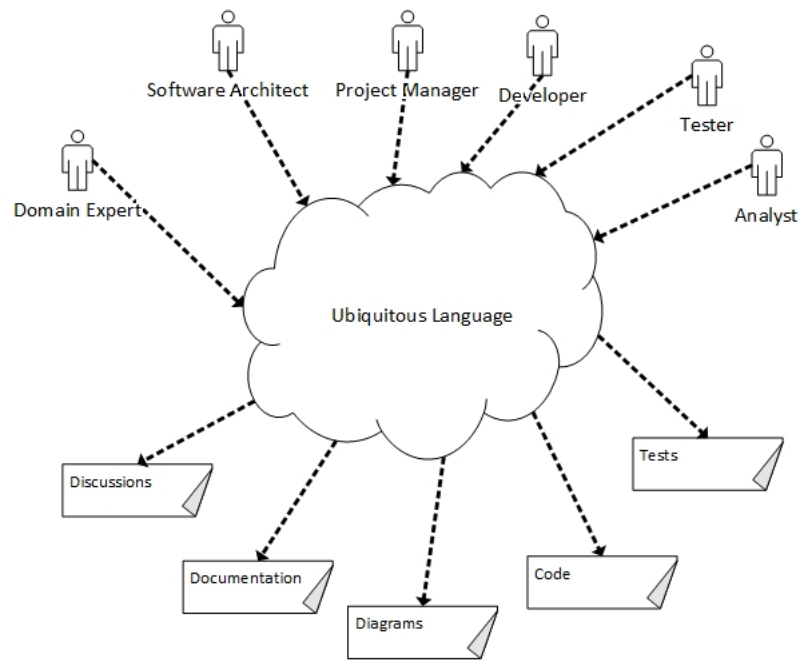 Software Architect
Project Manager
Developer
Tester
Domain Expert
Analyst
Ubiquitous Language
Tests
Discussions
Documentation
Code
Diagrams